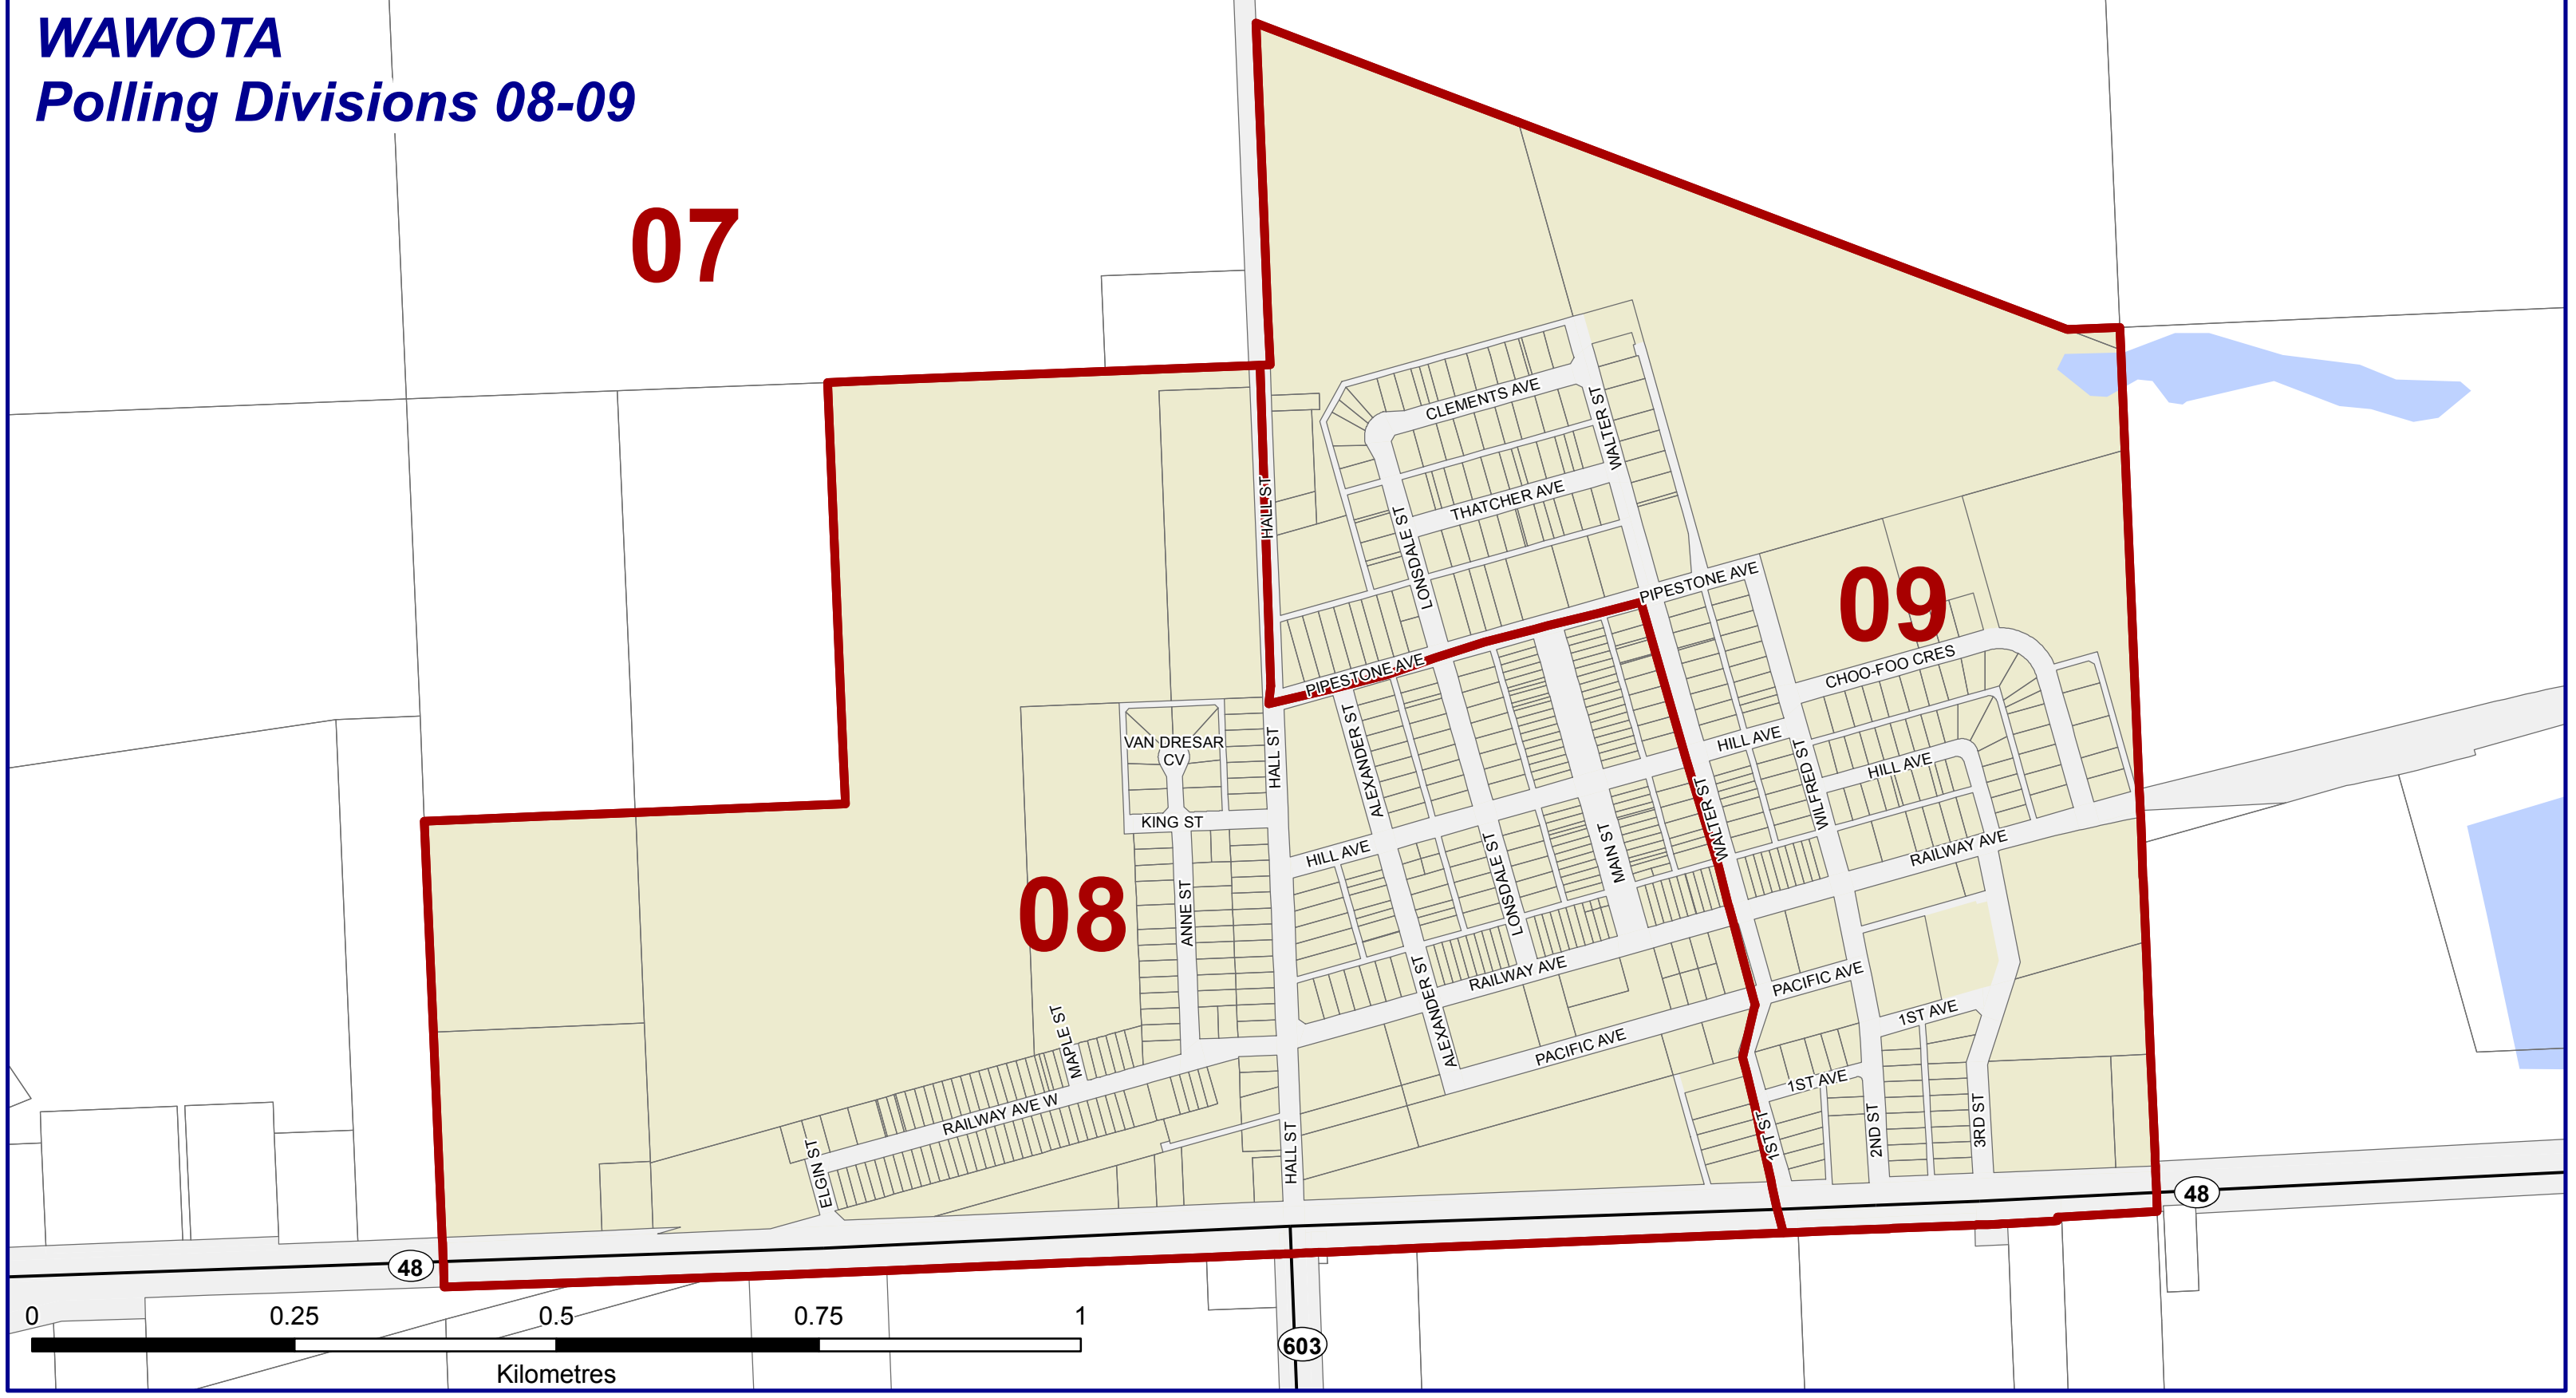 WAWOTA
Polling Divisions 08-09
07
CLEMENTS AVE
WALTER ST
THATCHER AVE
HALL ST
LONSDALE ST
PIPESTONE AVE
09
PIPESTONE AVE
CHOO-FOO CRES
ALEXANDER ST
HALL ST
VAN DRESAR
CV
HILL AVE
WILFRED ST
HILL AVE
KING ST
WALTER ST
HILL AVE
MAIN ST
LONSDALE ST
RAILWAY AVE
08
ANNE ST
RAILWAY AVE
PACIFIC AVE
ALEXANDER ST
1ST AVE
MAPLE ST
PACIFIC AVE
1ST AVE
RAILWAY AVE W
1ST ST
2ND ST
3RD ST
ELGIN ST
HALL ST
48
48
0
0.25
0.5
0.75
1
603
Kilometres